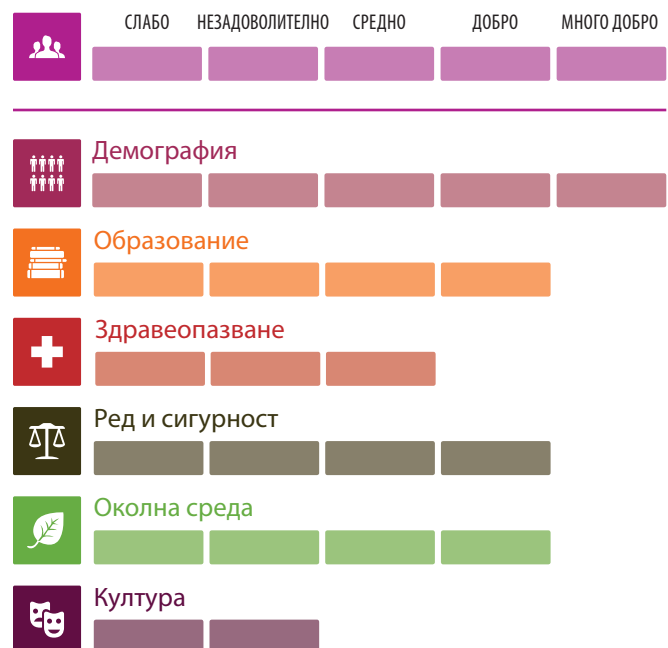 СЛАБО НЕЗАДОВОЛИТЕЛНО СРЕДНО ДОБРО МНОГО ДОБРО
Демография
Образование
Здравеопазване
Ред и сигурност
Околна среда
Култура